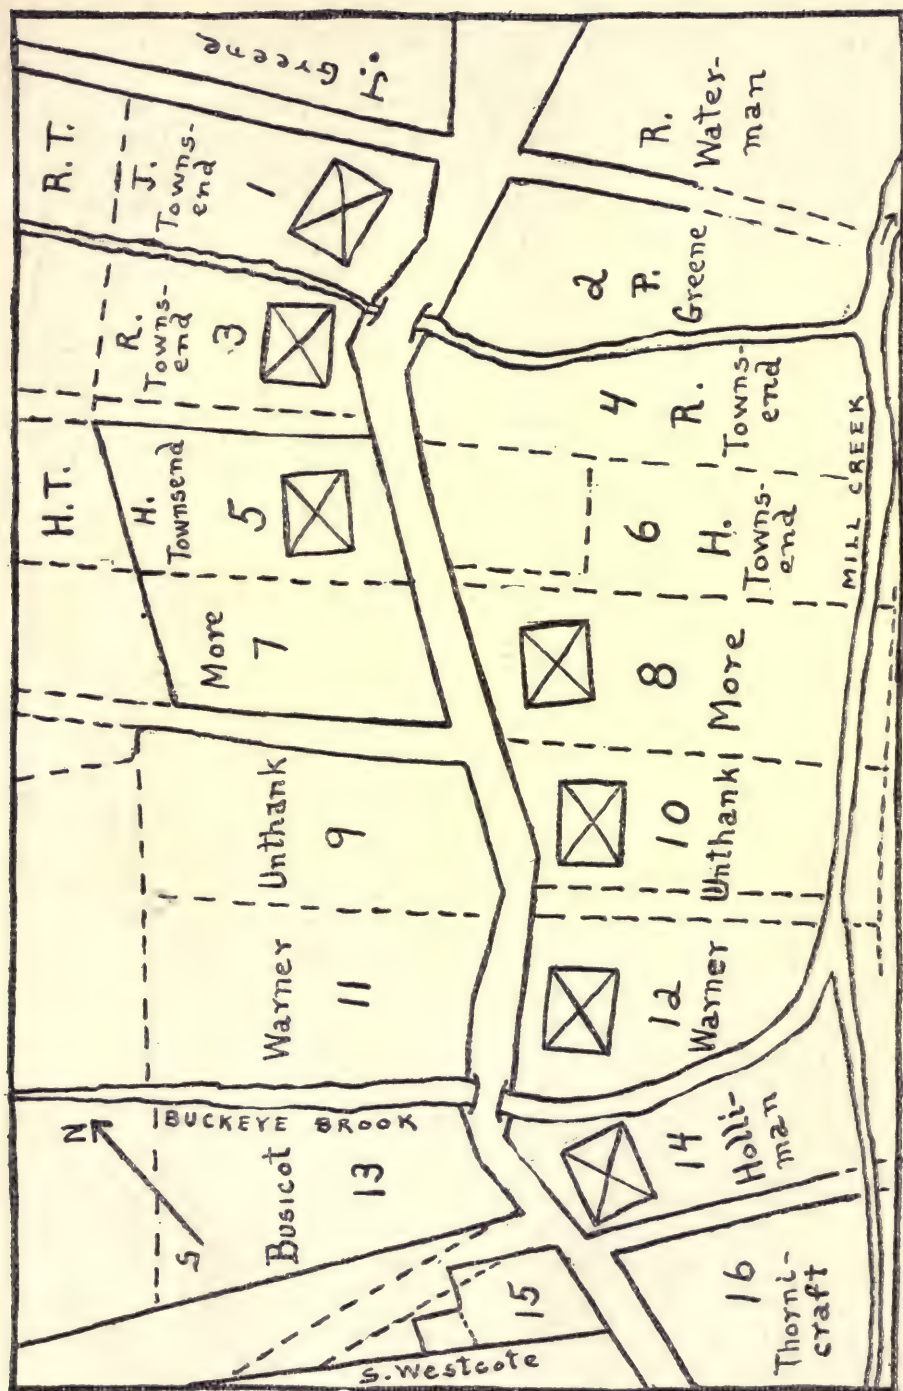 Greene
R. T.
J.
Towns-
end
1
R.
Water-
man
2
P.
Greene
R.
Towns-
end
3
4
R.
Towns-
end
H.T.
H.
Townsend
5
6
H.
Towns-
end
More
7
8
More
MILL CREEK
Unthank
9
10
Unthank
Warner
11
12
Warner
BUCKEYE BROOK
N
S
Busicot
13
14
Holli-
man
15
S. Westcote
16
Thorni-
craft